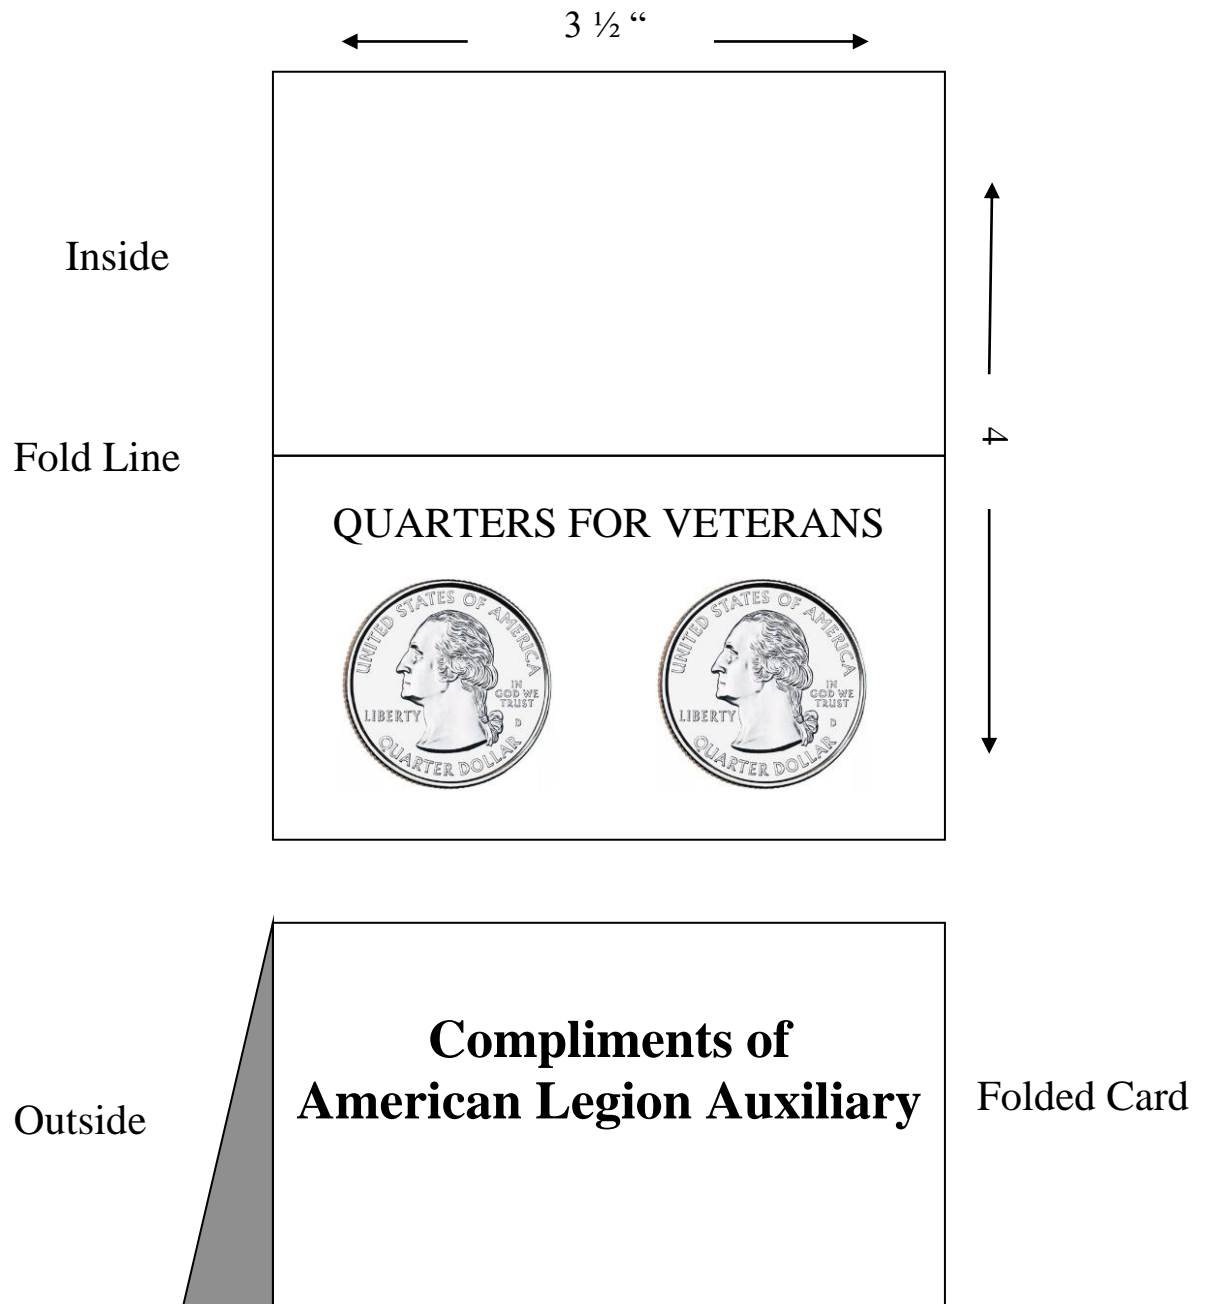 3 ½ “
Inside
4
Fold Line
QUARTERS FOR VETERANS
UNITED STATES OF AMERICA
IN
GOD WE
TRUST
LIBERTY
D
QUARTER DOLLAR
UNITED STATES OF AMERICA
IN
GOD WE
TRUST
LIBERTY
D
QUARTER DOLLAR
Compliments of
American Legion Auxiliary
Outside
Folded Card